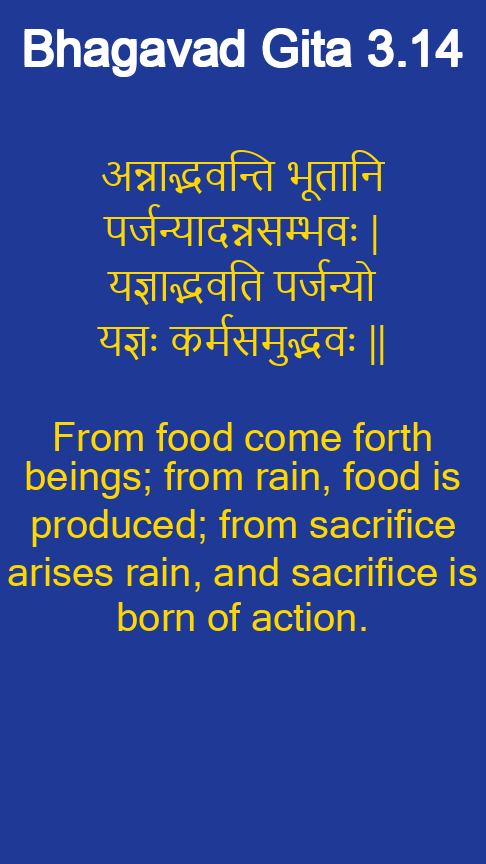 Bhagavad Gita 3.14
अन्नाद्भवन्ति भूतानि
पर्जन्यादन्नसम्भवः |
यज्ञाद्भवति पर्जन्यो
यज्ञः कर्मसमुद्भवः ||
From food come forth
beings; from rain, food is
produced; from sacrifice
arises rain, and sacrifice is
born of action.